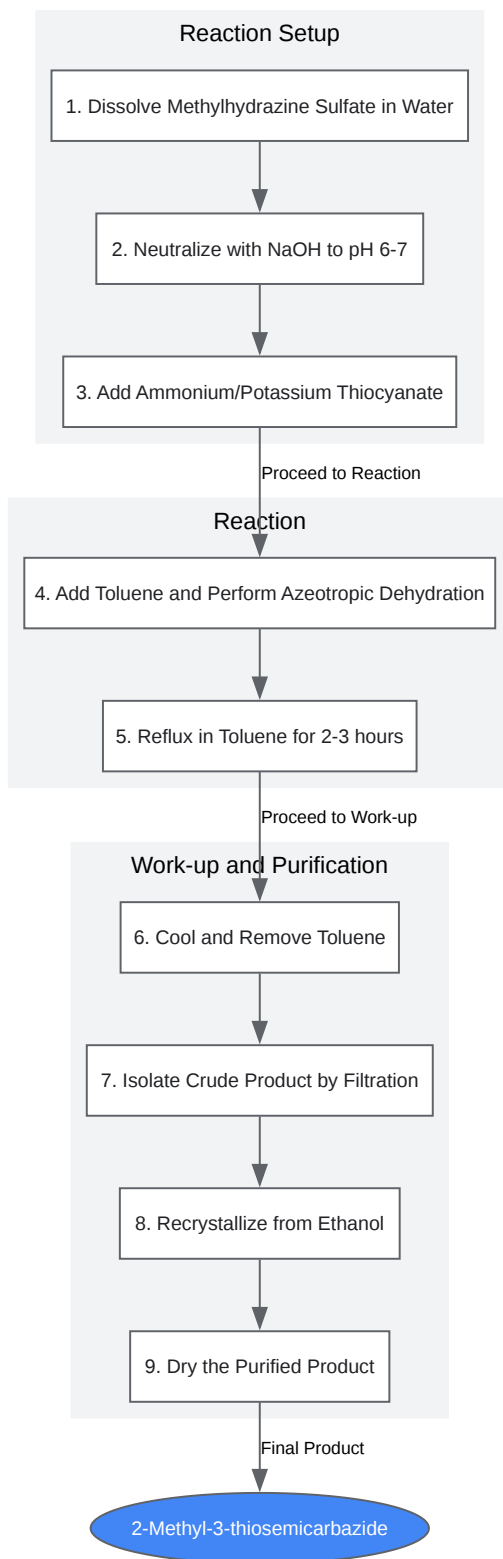 Reaction Setup
1. Dissolve Methylhydrazine Sulfate in Water
2. Neutralize with NaOH to pH 6-7
3. Add Ammonium/Potassium Thiocyanate
Proceed to Reaction
Reaction
4. Add Toluene and Perform Azeotropic Dehydration
5. Reflux in Toluene for 2-3 hours
Proceed to Work-up
Work-up and Purification
6. Cool and Remove Toluene
7. Isolate Crude Product by Filtration
8. Recrystallize from Ethanol
9. Dry the Purified Product
Final Product
2-Methyl-3-thiosemicarbazide